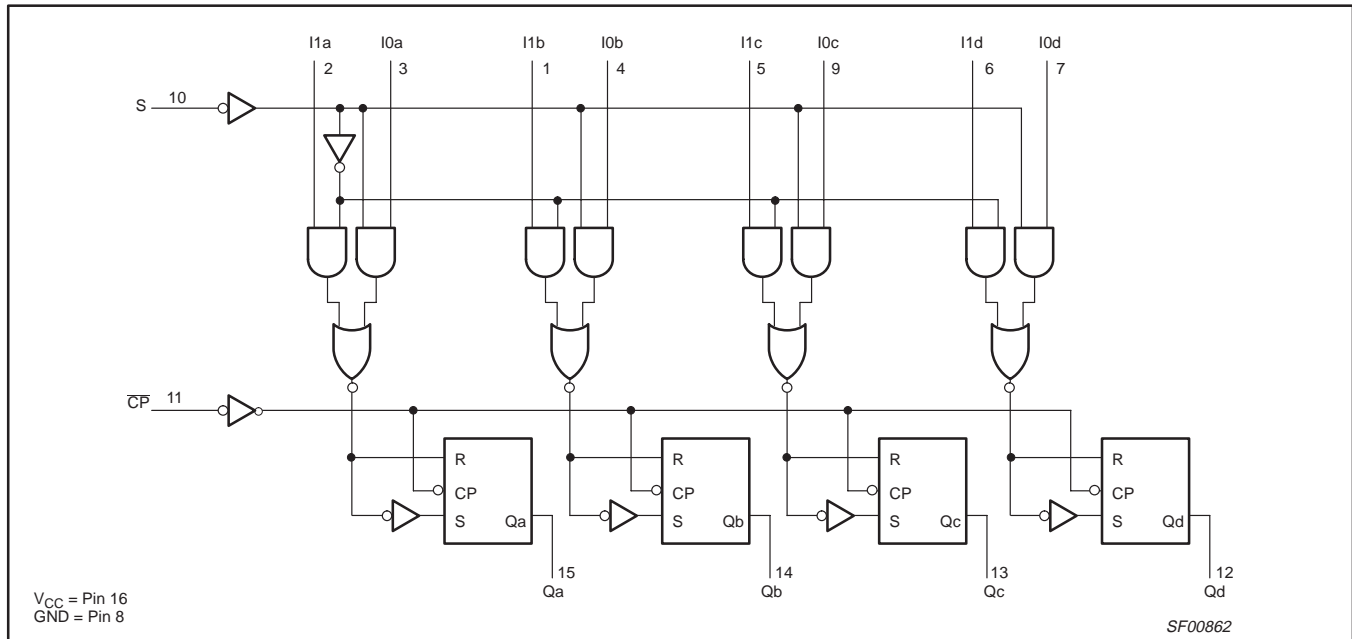 I1a I0a I1b I0b I1c I0c I1d I0d
2 3 1 4 5 9 6 7
S 10
C̅P̅ 11
R R R R
CP CP CP CP
S Qa S Qb S Qc S Qd
15 14 13 12
Qa Qb Qc Qd
VCC = Pin 16
GND = Pin 8
SF00862